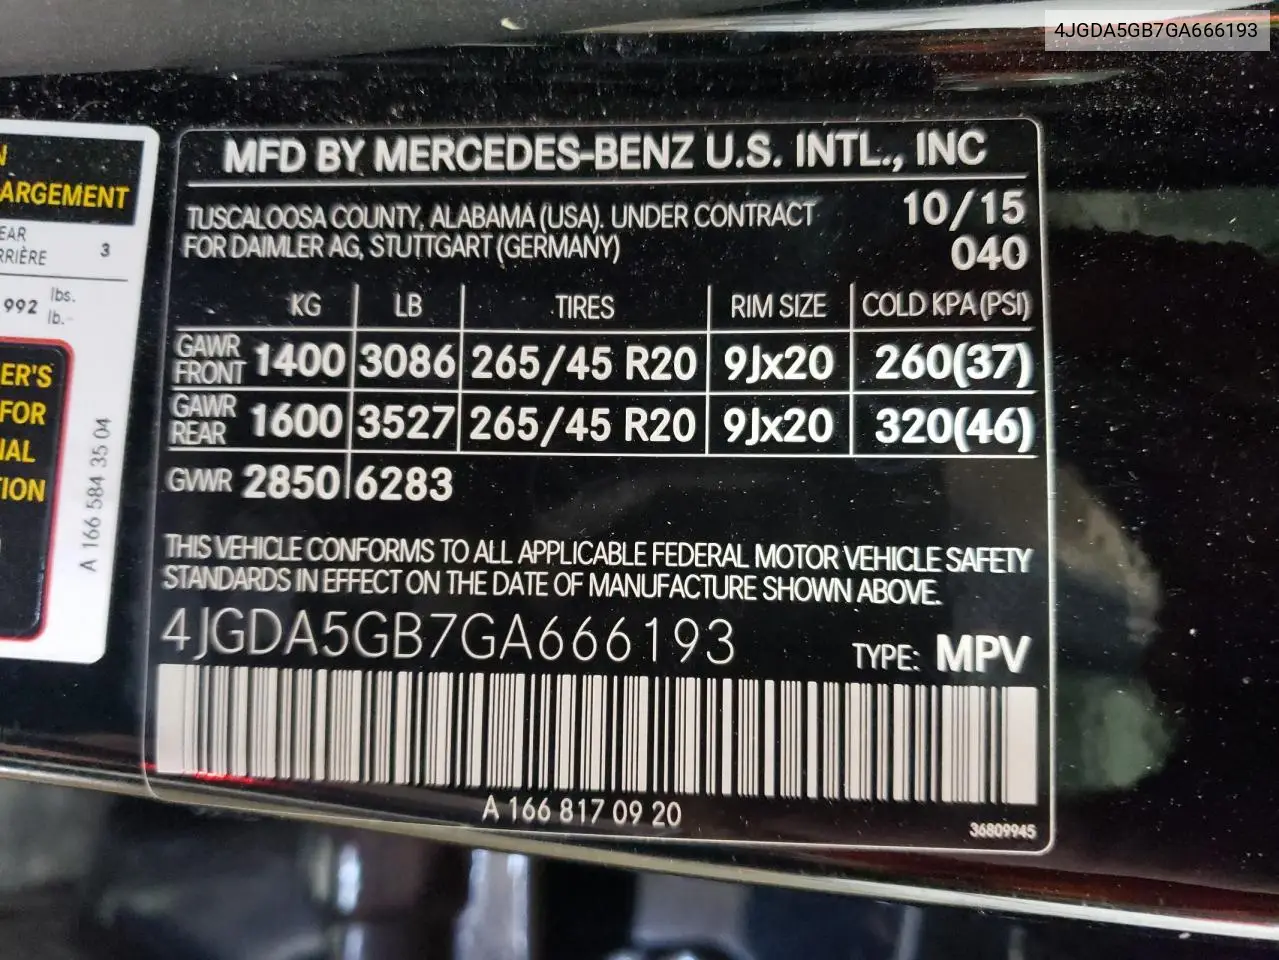 4JGDA5GB7GA666193
N
ARGEMENT
EAR
RRIÈRE 3
992 lbs.
lb.
ER'S
FOR
NAL
TION
A 166 584 35 04
MFD BY MERCEDES-BENZ U.S. INTL., INC
TUSCALOOSA COUNTY, ALABAMA (USA). UNDER CONTRACT 10/15
FOR DAIMLER AG, STUTTGART (GERMANY) 040
KG LB TIRES RIM SIZE COLD KPA (PSI)
GAWR FRONT 1400 3086 265/45 R20 9Jx20 260(37)
GAWR REAR 1600 3527 265/45 R20 9Jx20 320(46)
GVWR 2850 6283
THIS VEHICLE CONFORMS TO ALL APPLICABLE FEDERAL MOTOR VEHICLE SAFETY
STANDARDS IN EFFECT ON THE DATE OF MANUFACTURE SHOWN ABOVE.
4JGDA5GB7GA666193 TYPE: MPV
A 166 817 09 20
36809945